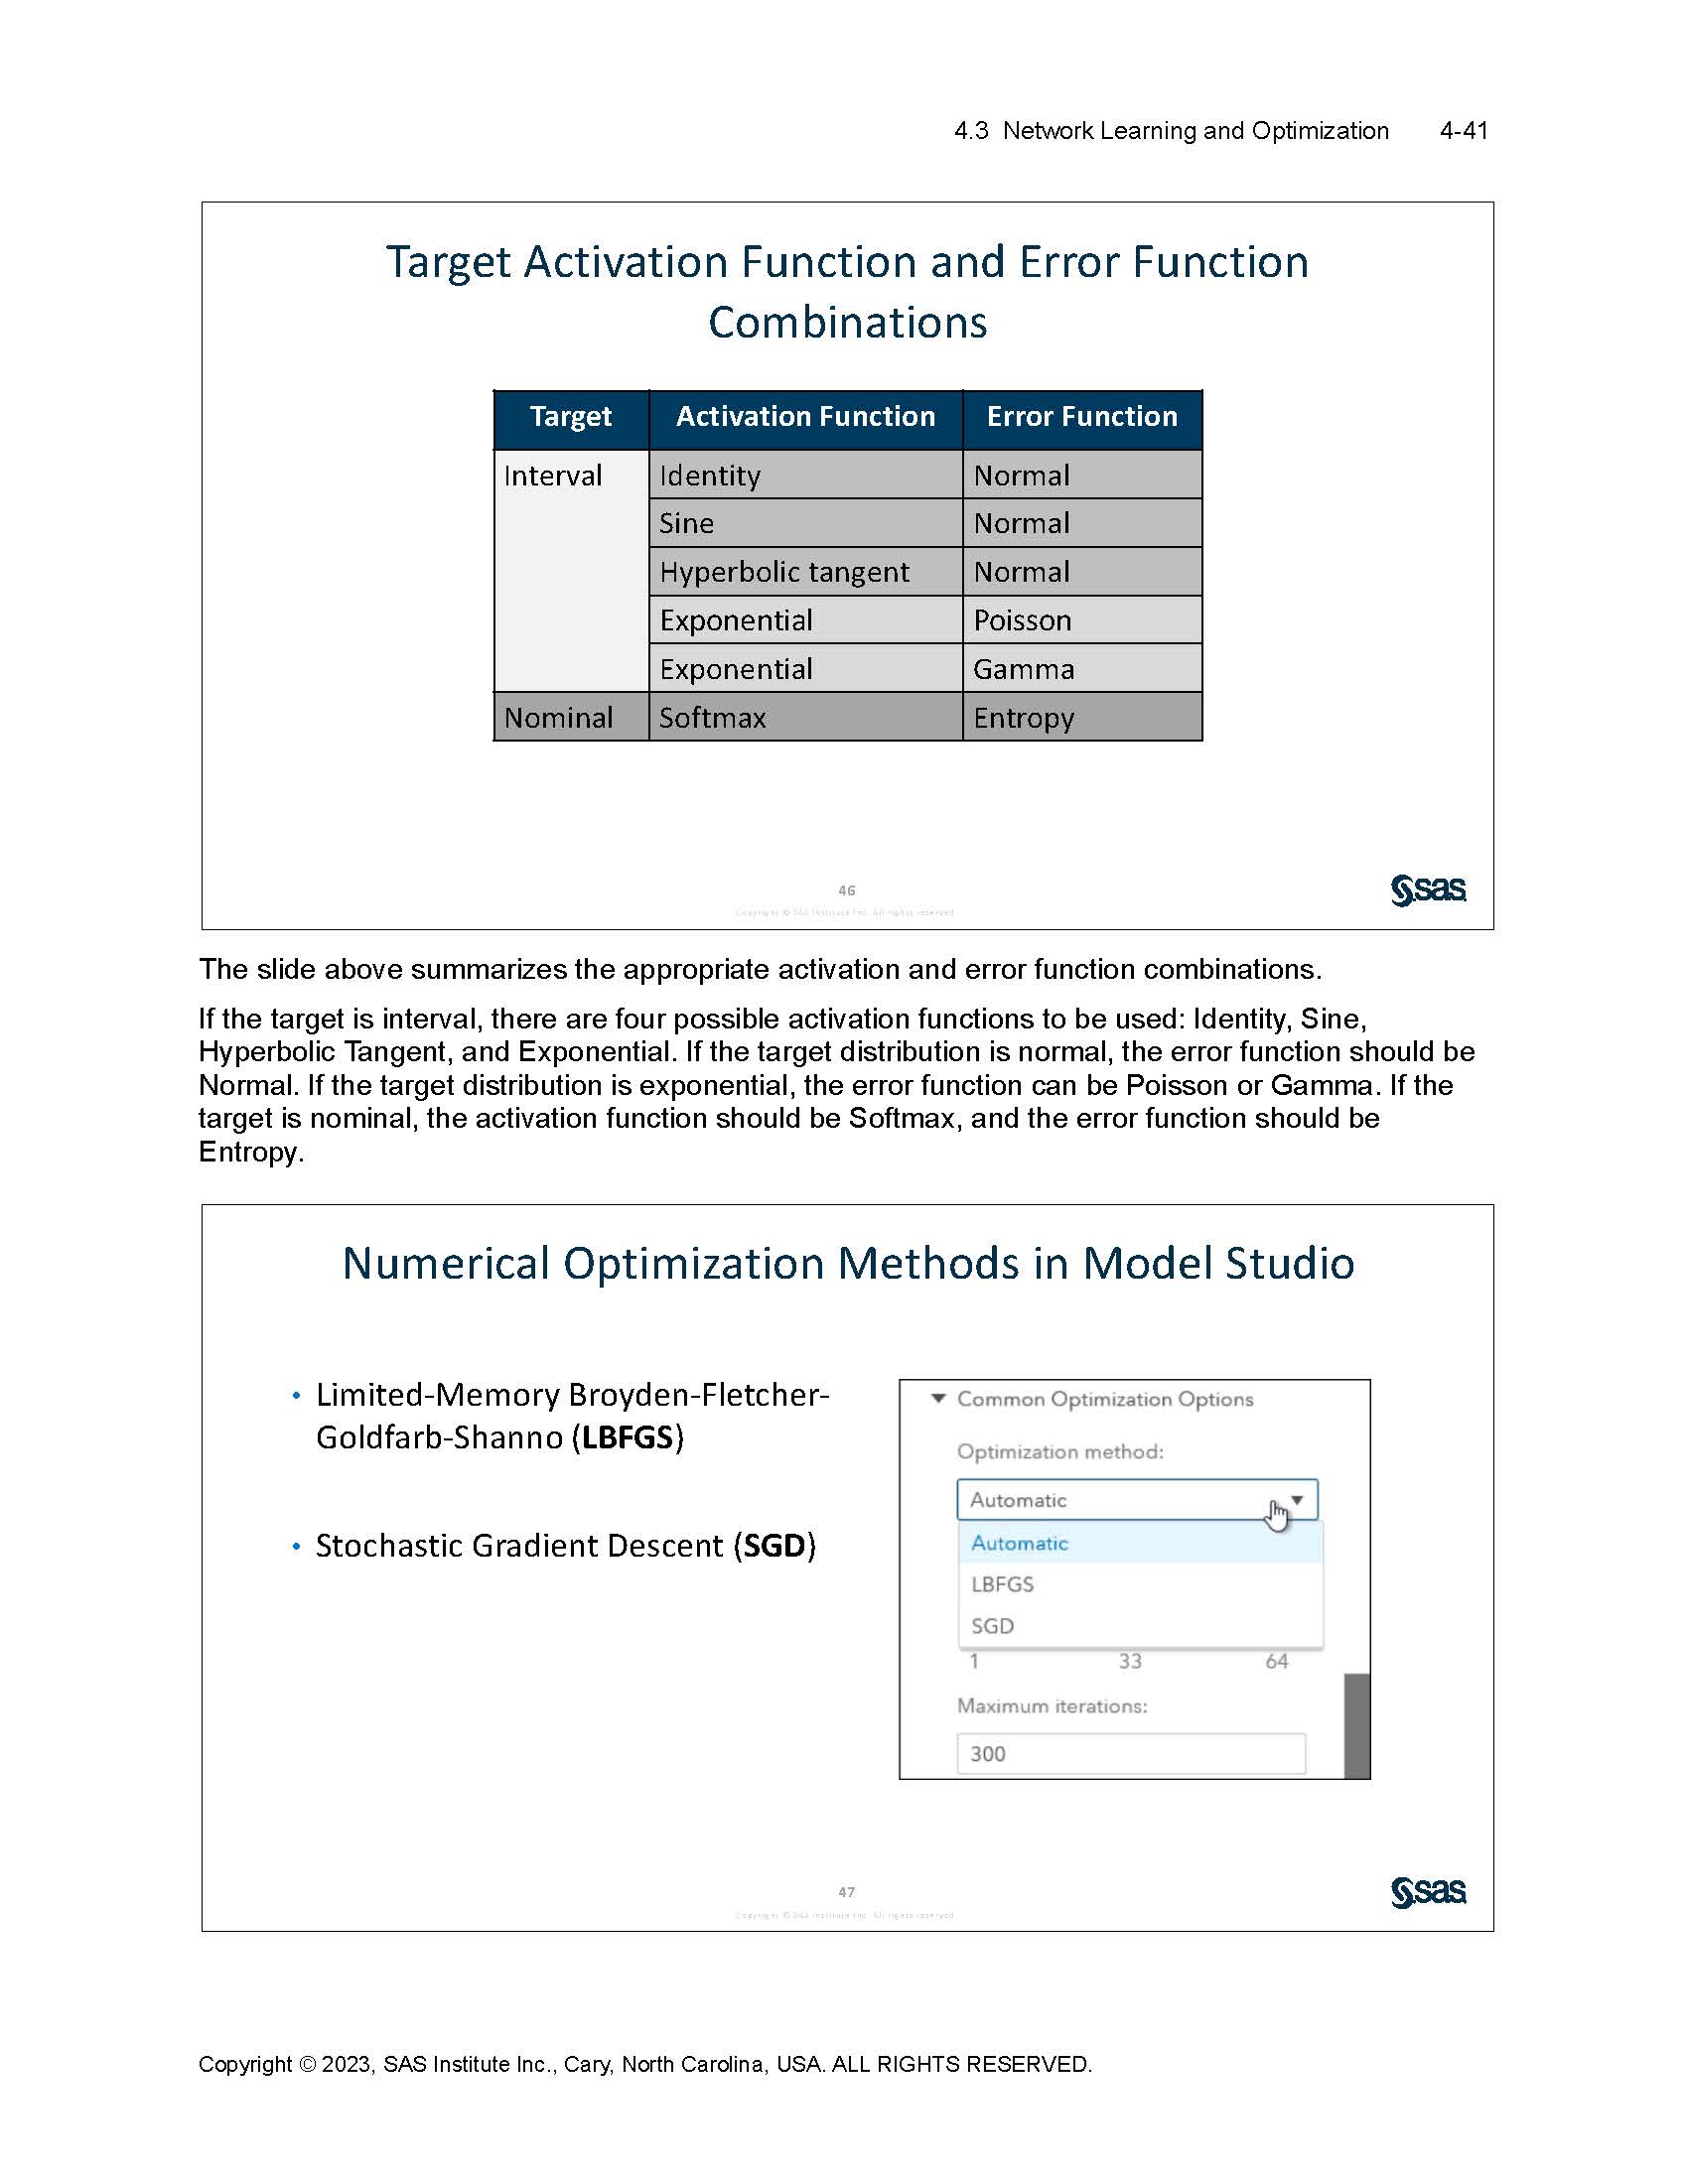 4.3 Network Learning and Optimization 4-41
Target Activation Function and Error Function
Combinations
Target Activation Function Error Function
Interval Identity Normal
Sine Normal
Hyperbolic tangent Normal
Exponential Poisson
Exponential Gamma
Nominal Softmax Entropy
46
Copyright © SAS Institute Inc. All rights reserved.
sas
The slide above summarizes the appropriate activation and error function combinations.
If the target is interval, there are four possible activation functions to be used: Identity, Sine,
Hyperbolic Tangent, and Exponential. If the target distribution is normal, the error function should be
Normal. If the target distribution is exponential, the error function can be Poisson or Gamma. If the
target is nominal, the activation function should be Softmax, and the error function should be
Entropy.
Numerical Optimization Methods in Model Studio
• Limited-Memory Broyden-Fletcher-
Goldfarb-Shanno (LBFGS)
• Stochastic Gradient Descent (SGD)
Common Optimization Options
Optimization method:
Automatic
Automatic
LBFGS
SGD
1 33 64
Maximum iterations:
300
47
Copyright © SAS Institute Inc. All rights reserved.
sas
Copyright © 2023, SAS Institute Inc., Cary, North Carolina, USA. ALL RIGHTS RESERVED.